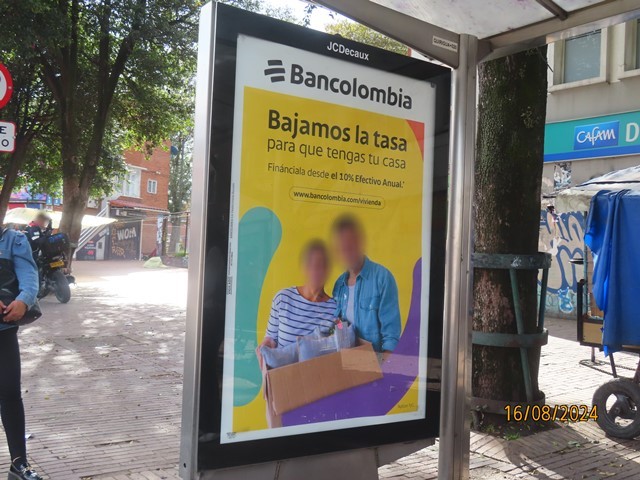 JCDecaux
Bancolombia
Bajamos la tasa
para que tengas tu casa
Fináncialo desde el 10% Efectivo Anual.*
www.bancolombia.com/vivienda
CAFAM
D
16/08/2024